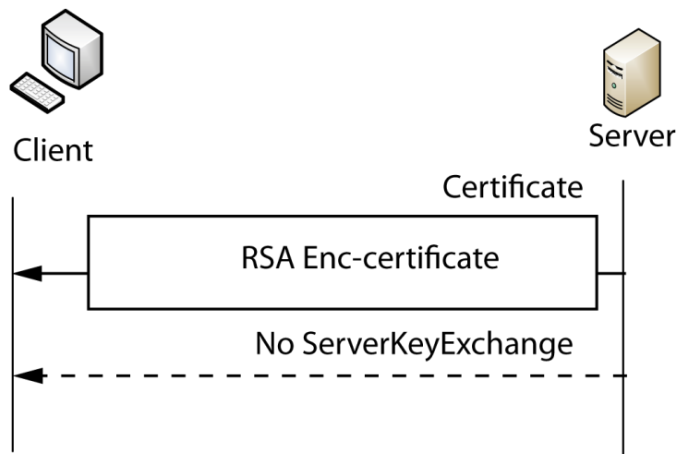 Client
Server
Certificate
RSA Enc-certificate
No ServerKeyExchange